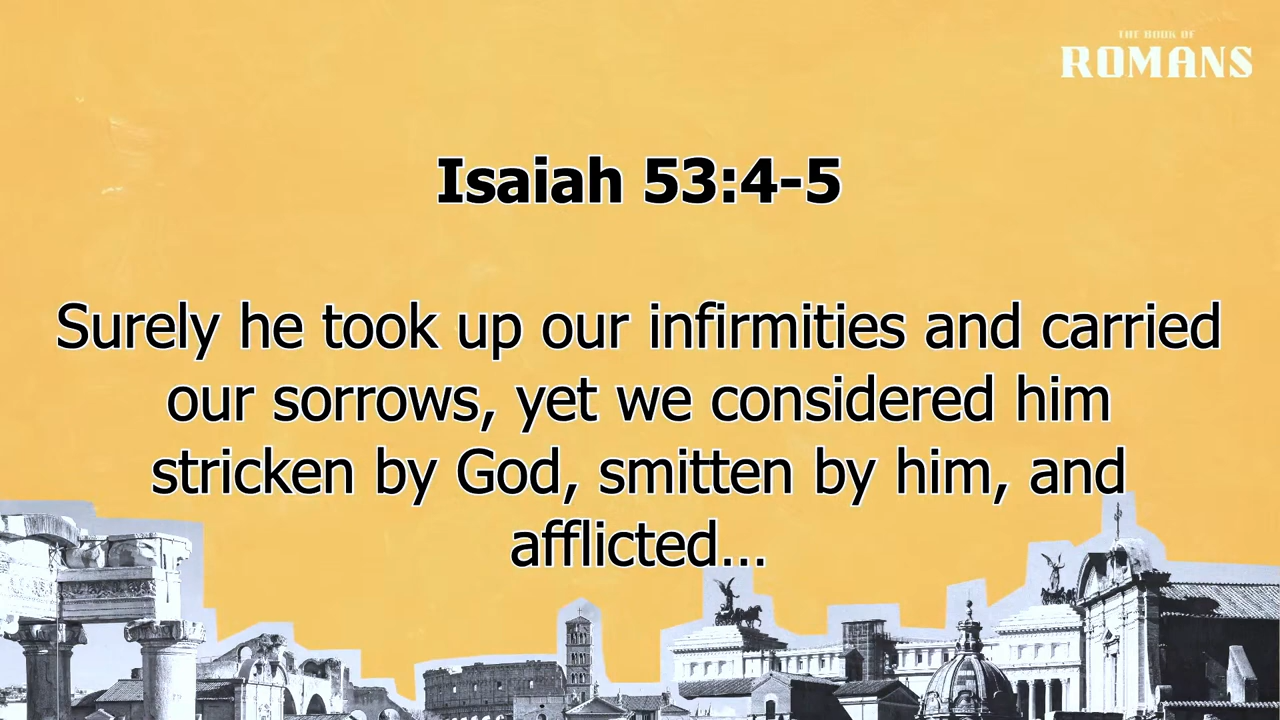 THE BOOK OF
ROMANS
Isaiah 53:4-5
Surely he took up our infirmities and carried
our sorrows, yet we considered him
stricken by God, smitten by him, and
afflicted...